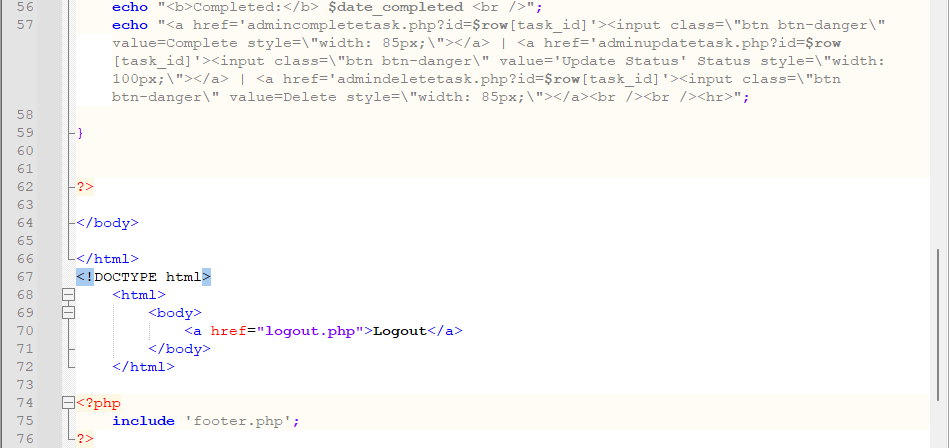 56 echo "<b>Completed:</b> $date_completed <br />";
57 echo "<a href='admincompletetask.php?id=$row[task_id]'><input class=\"btn btn-danger\"
value=Complete style=\"width: 85px;\"></a> | <a href='adminupdatetask.php?id=$row
[task_id]'><input class=\"btn btn-danger\" value='Update Status' Status style=\"width:
100px;\"></a> | <a href='admindeletetask.php?id=$row[task_id]'><input class=\"btn
btn-danger\" value=Delete style=\"width: 85px;\"></a><br /><br /><hr>";
58
59 }
60
61
62 ?>
63
64 </body>
65
66 </html>
67 <!DOCTYPE html>
68 <html>
69 <body>
70 <a href="logout.php">Logout</a>
71 </body>
72 </html>
73
74 <?php
75 include 'footer.php';
76 ?>